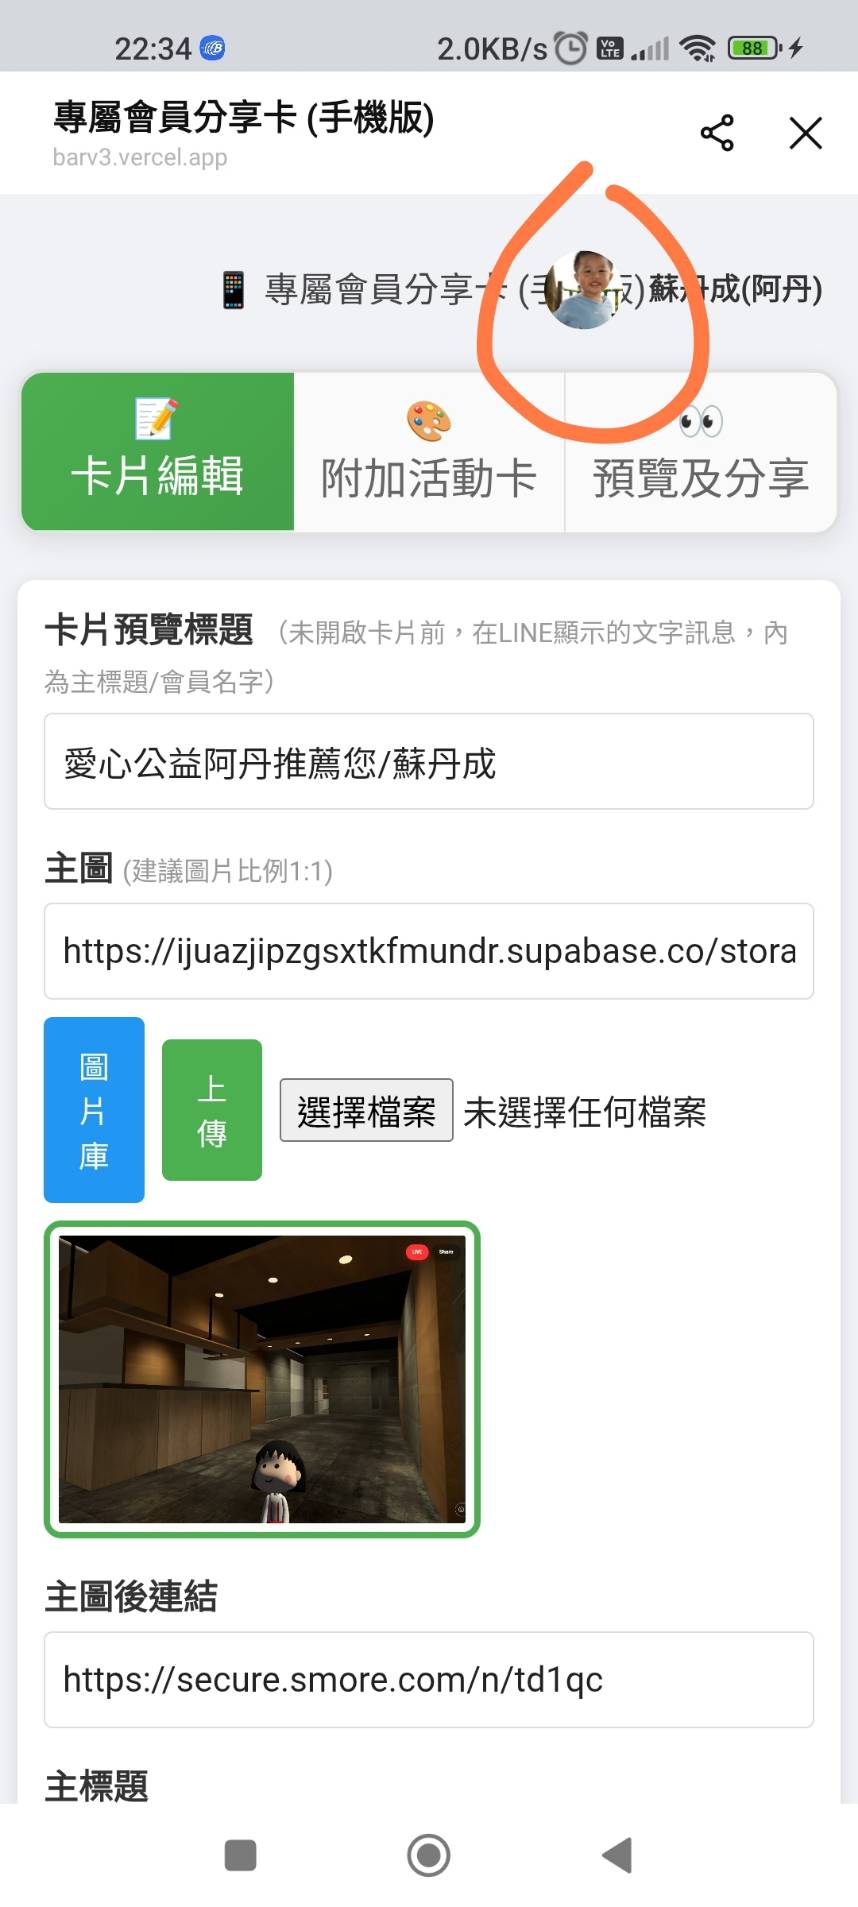 22:34 2.0KB/s Vo LTE 88
專屬會員分享卡 (手機版)
barv3.vercel.app
專屬會員分享卡 (手 版) 蘇丹成(阿丹)
卡片編輯
附加活動卡
預覽及分享
卡片預覽標題 （未開啟卡片前，在LINE顯示的文字訊息，內
為主標題/會員名字）
愛心公益阿丹推薦您/蘇丹成
主圖 (建議圖片比例1:1)
https://ijuazjipzgsxtkfmundr.supabase.co/stora
圖片庫
上傳
選擇檔案 未選擇任何檔案
LIVE Share
主圖後連結
https://secure.smore.com/n/td1qc
主標題